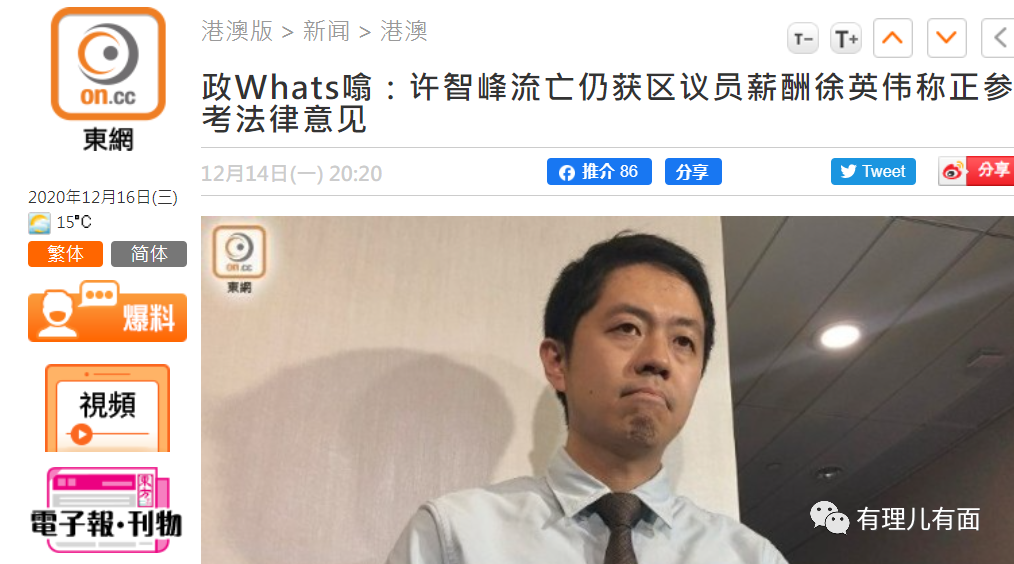 on.cc
東網
2020年12月16日(三)
15°C
繁体 简体
爆料
視頻
東方
電子報·刊物
港澳版 > 新闻 > 港澳
T- T+
政Whats噏：许智峰流亡仍获区议员薪酬徐英伟称正参
考法律意见
12月14日(一) 20:20
推介 86 分享 Tweet 分享
on.cc
東網
有理儿有面